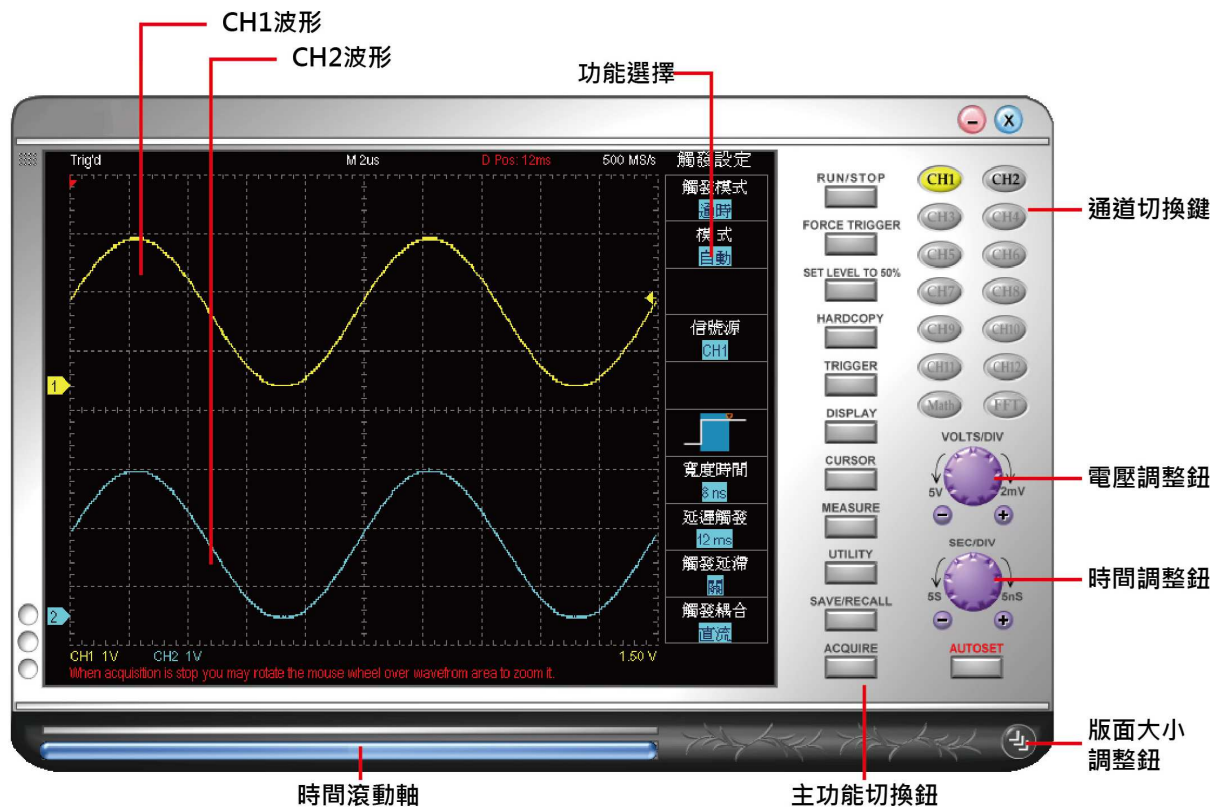 CH1波形
CH2波形
功能選擇
Trig'd M 2us D Pos: 12ms 500 MS/s 觸發設定
觸發模式
逾時
模式
自動
信號源
CH1
寬度時間
8 ns
延遲觸發
12 ms
觸發延滯
關
觸發耦合
直流
1
2
CH1 1V CH2 1V 1.50 V
When acquisition is stop you may rotate the mouse wheel over wavefrom area to zoom it.
RUN/STOP
FORCE TRIGGER
SET LEVEL TO 50%
HARDCOPY
TRIGGER
DISPLAY
CURSOR
MEASURE
UTILITY
SAVE/RECALL
ACQUIRE
X
CH1 CH2
CH3 CH4
CH5 CH6
CH7 CH8
CH9 CH10
CH11 CH12
Math FFT
VOLTS/DIV
5V 2mV
SEC/DIV
5S 5nS
AUTOSET
通道切換鍵
電壓調整鈕
時間調整鈕
版面大小
調整鈕
時間滾動軸
主功能切換鈕